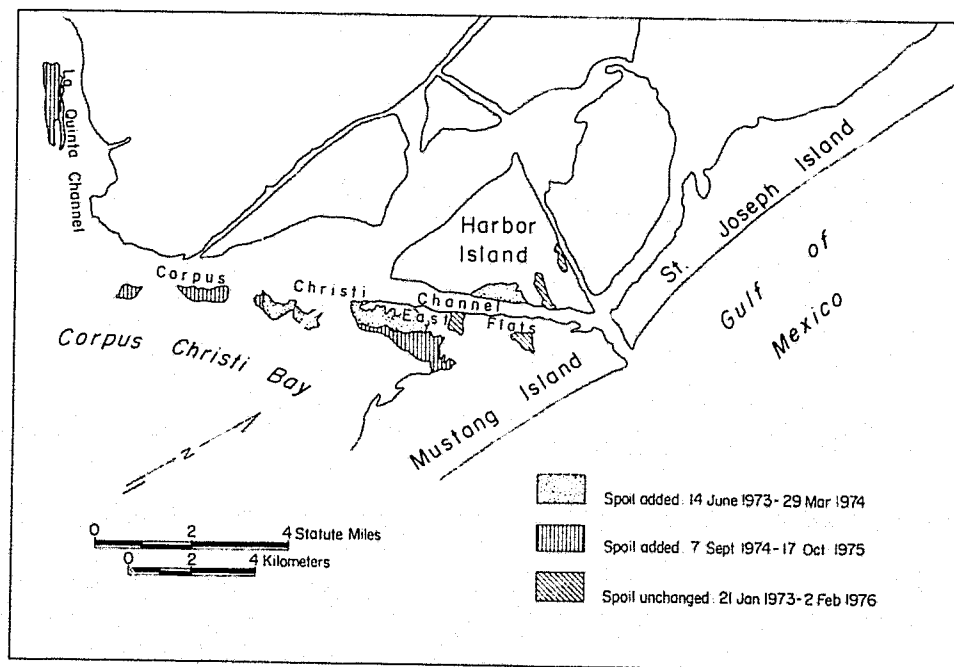 La Quinta Channel
Corpus Christi Channel
Harbor Island
East Flats
St. Joseph Island
Gulf of Mexico
Corpus Christi Bay
Mustang Island
N
0 2 4 Statute Miles
0 2 4 Kilometers
Spoil added: 14 June 1973-29 Mar 1974
Spoil added: 7 Sept 1974-17 Oct 1975
Spoil unchanged: 21 Jan 1973-2 Feb 1976